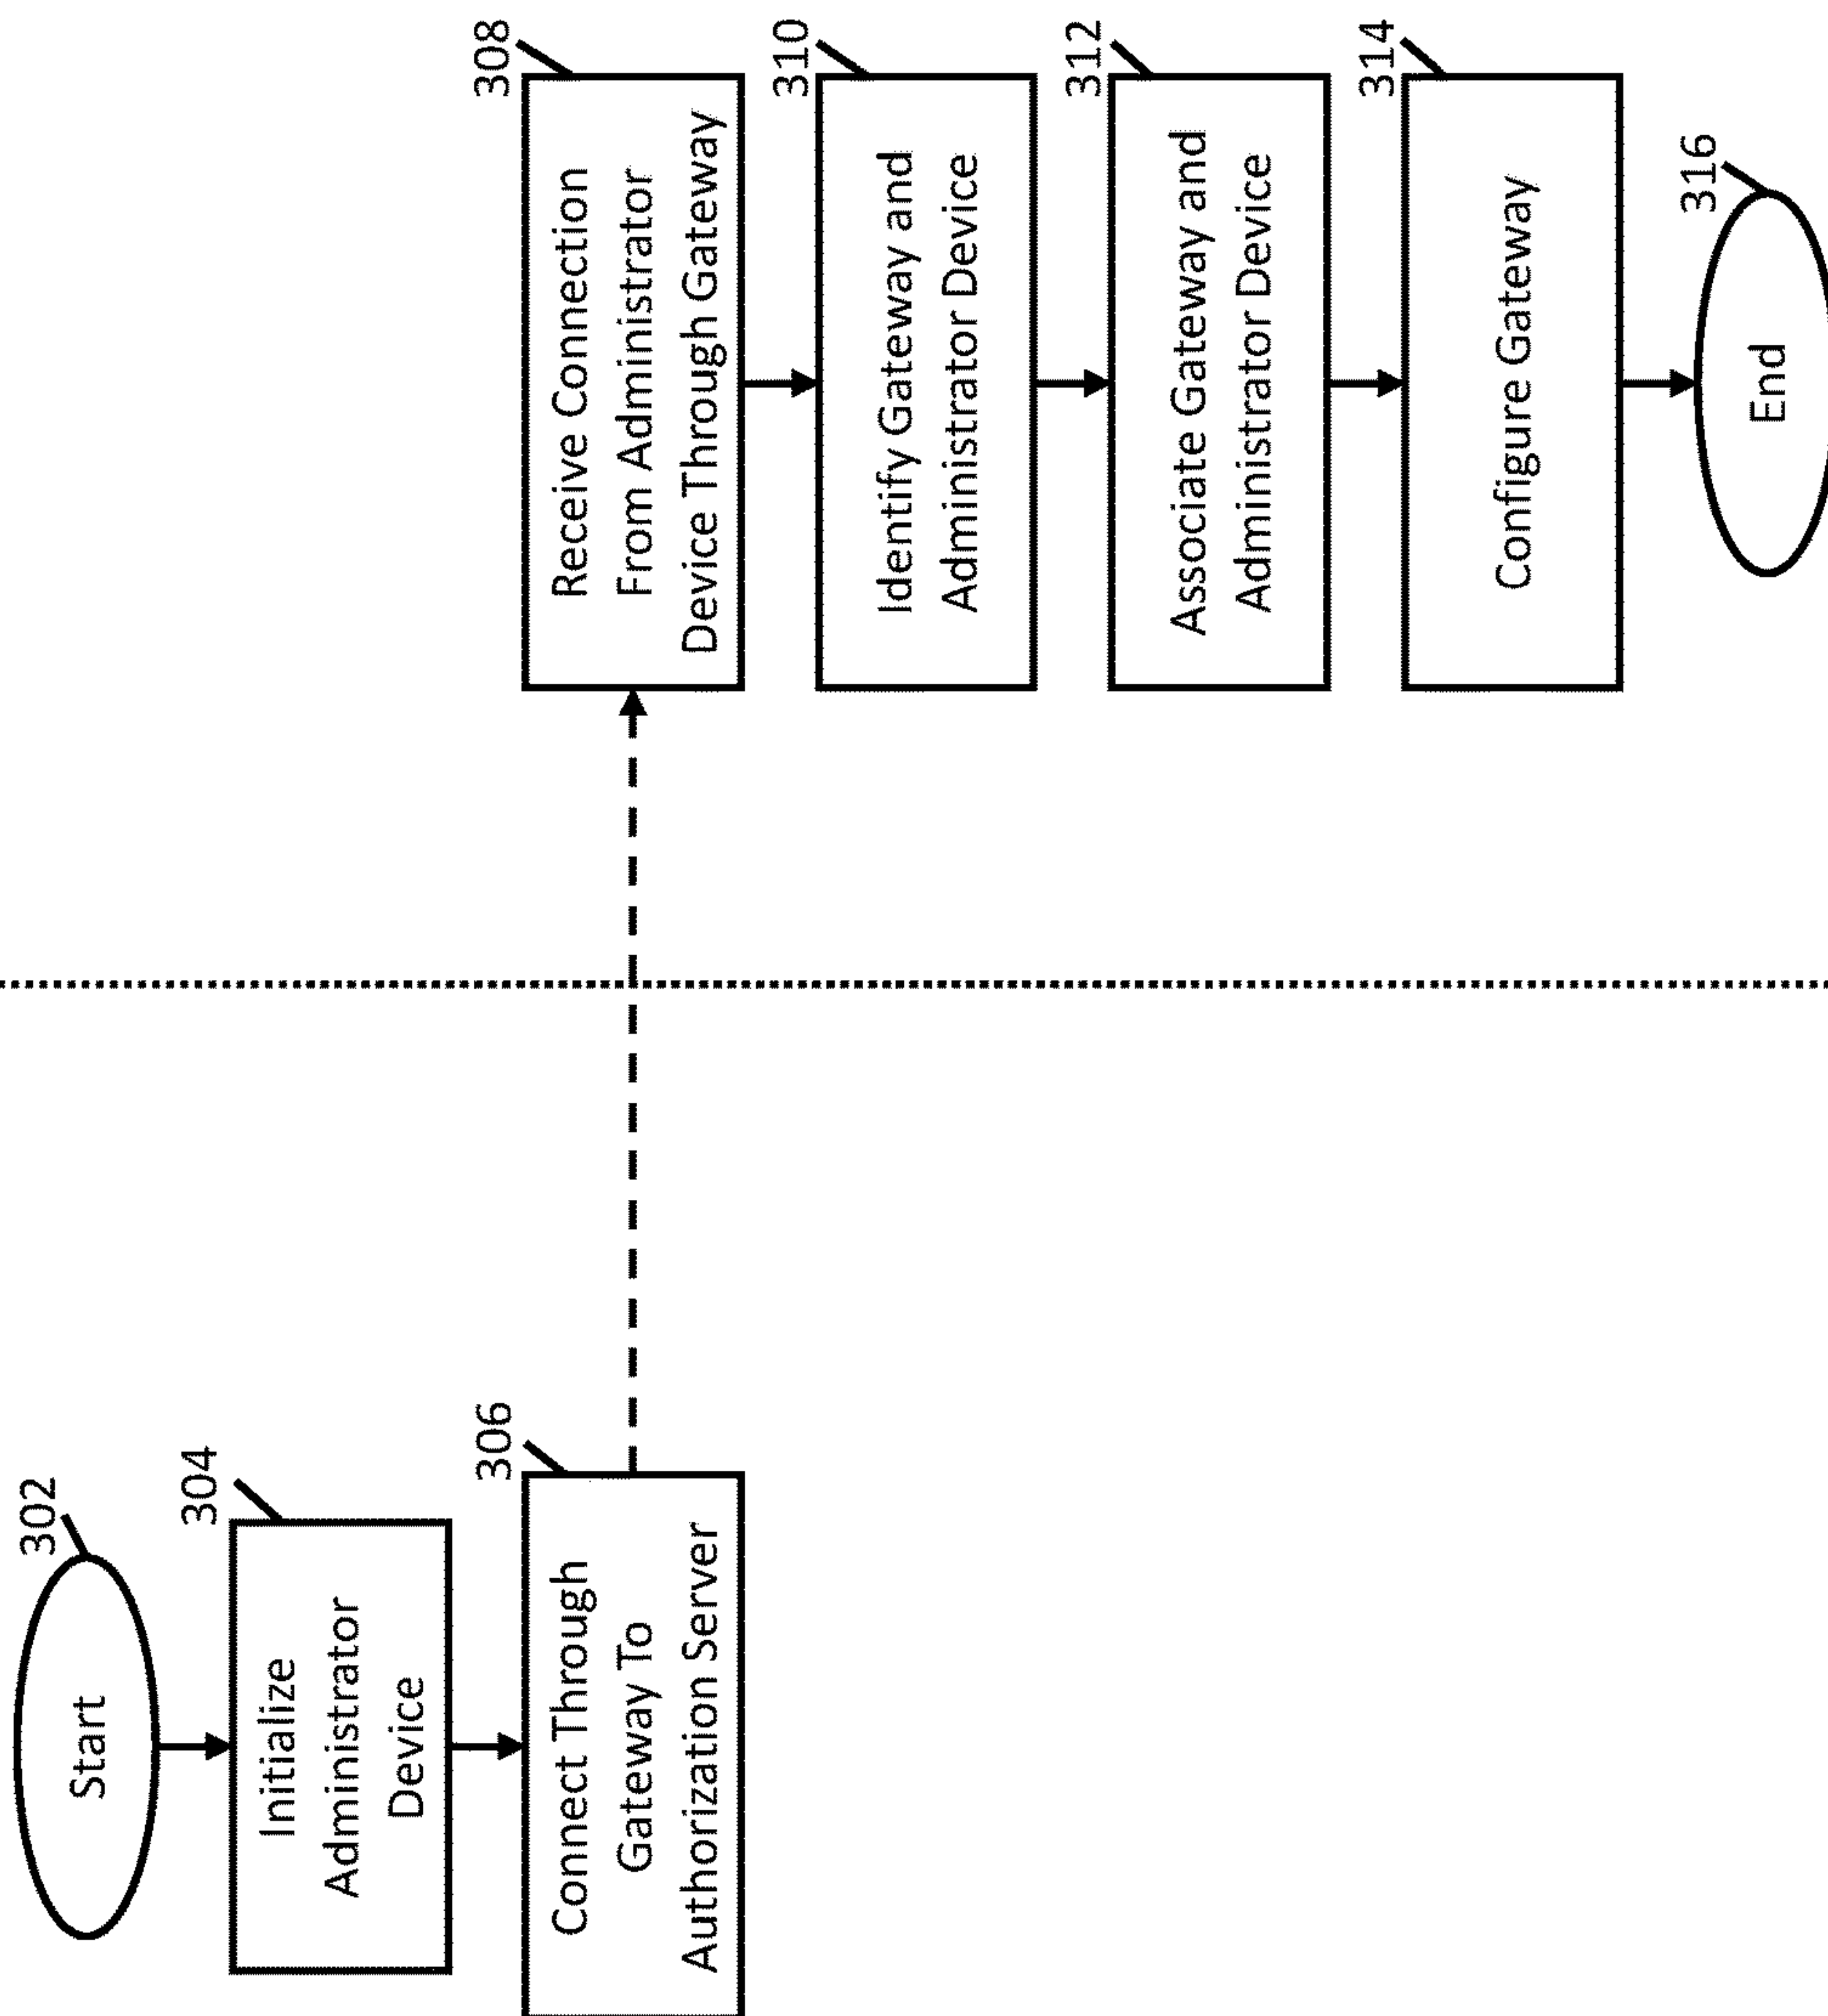 302
Start
304
Initialize
Administrator
Device
306
Connect Through
Gateway To
Authorization Server
308
Receive Connection
From Administrator
Device Through Gateway
310
Identify Gateway and
Administrator Device
312
Associate Gateway and
Administrator Device
314
Configure Gateway
316
End